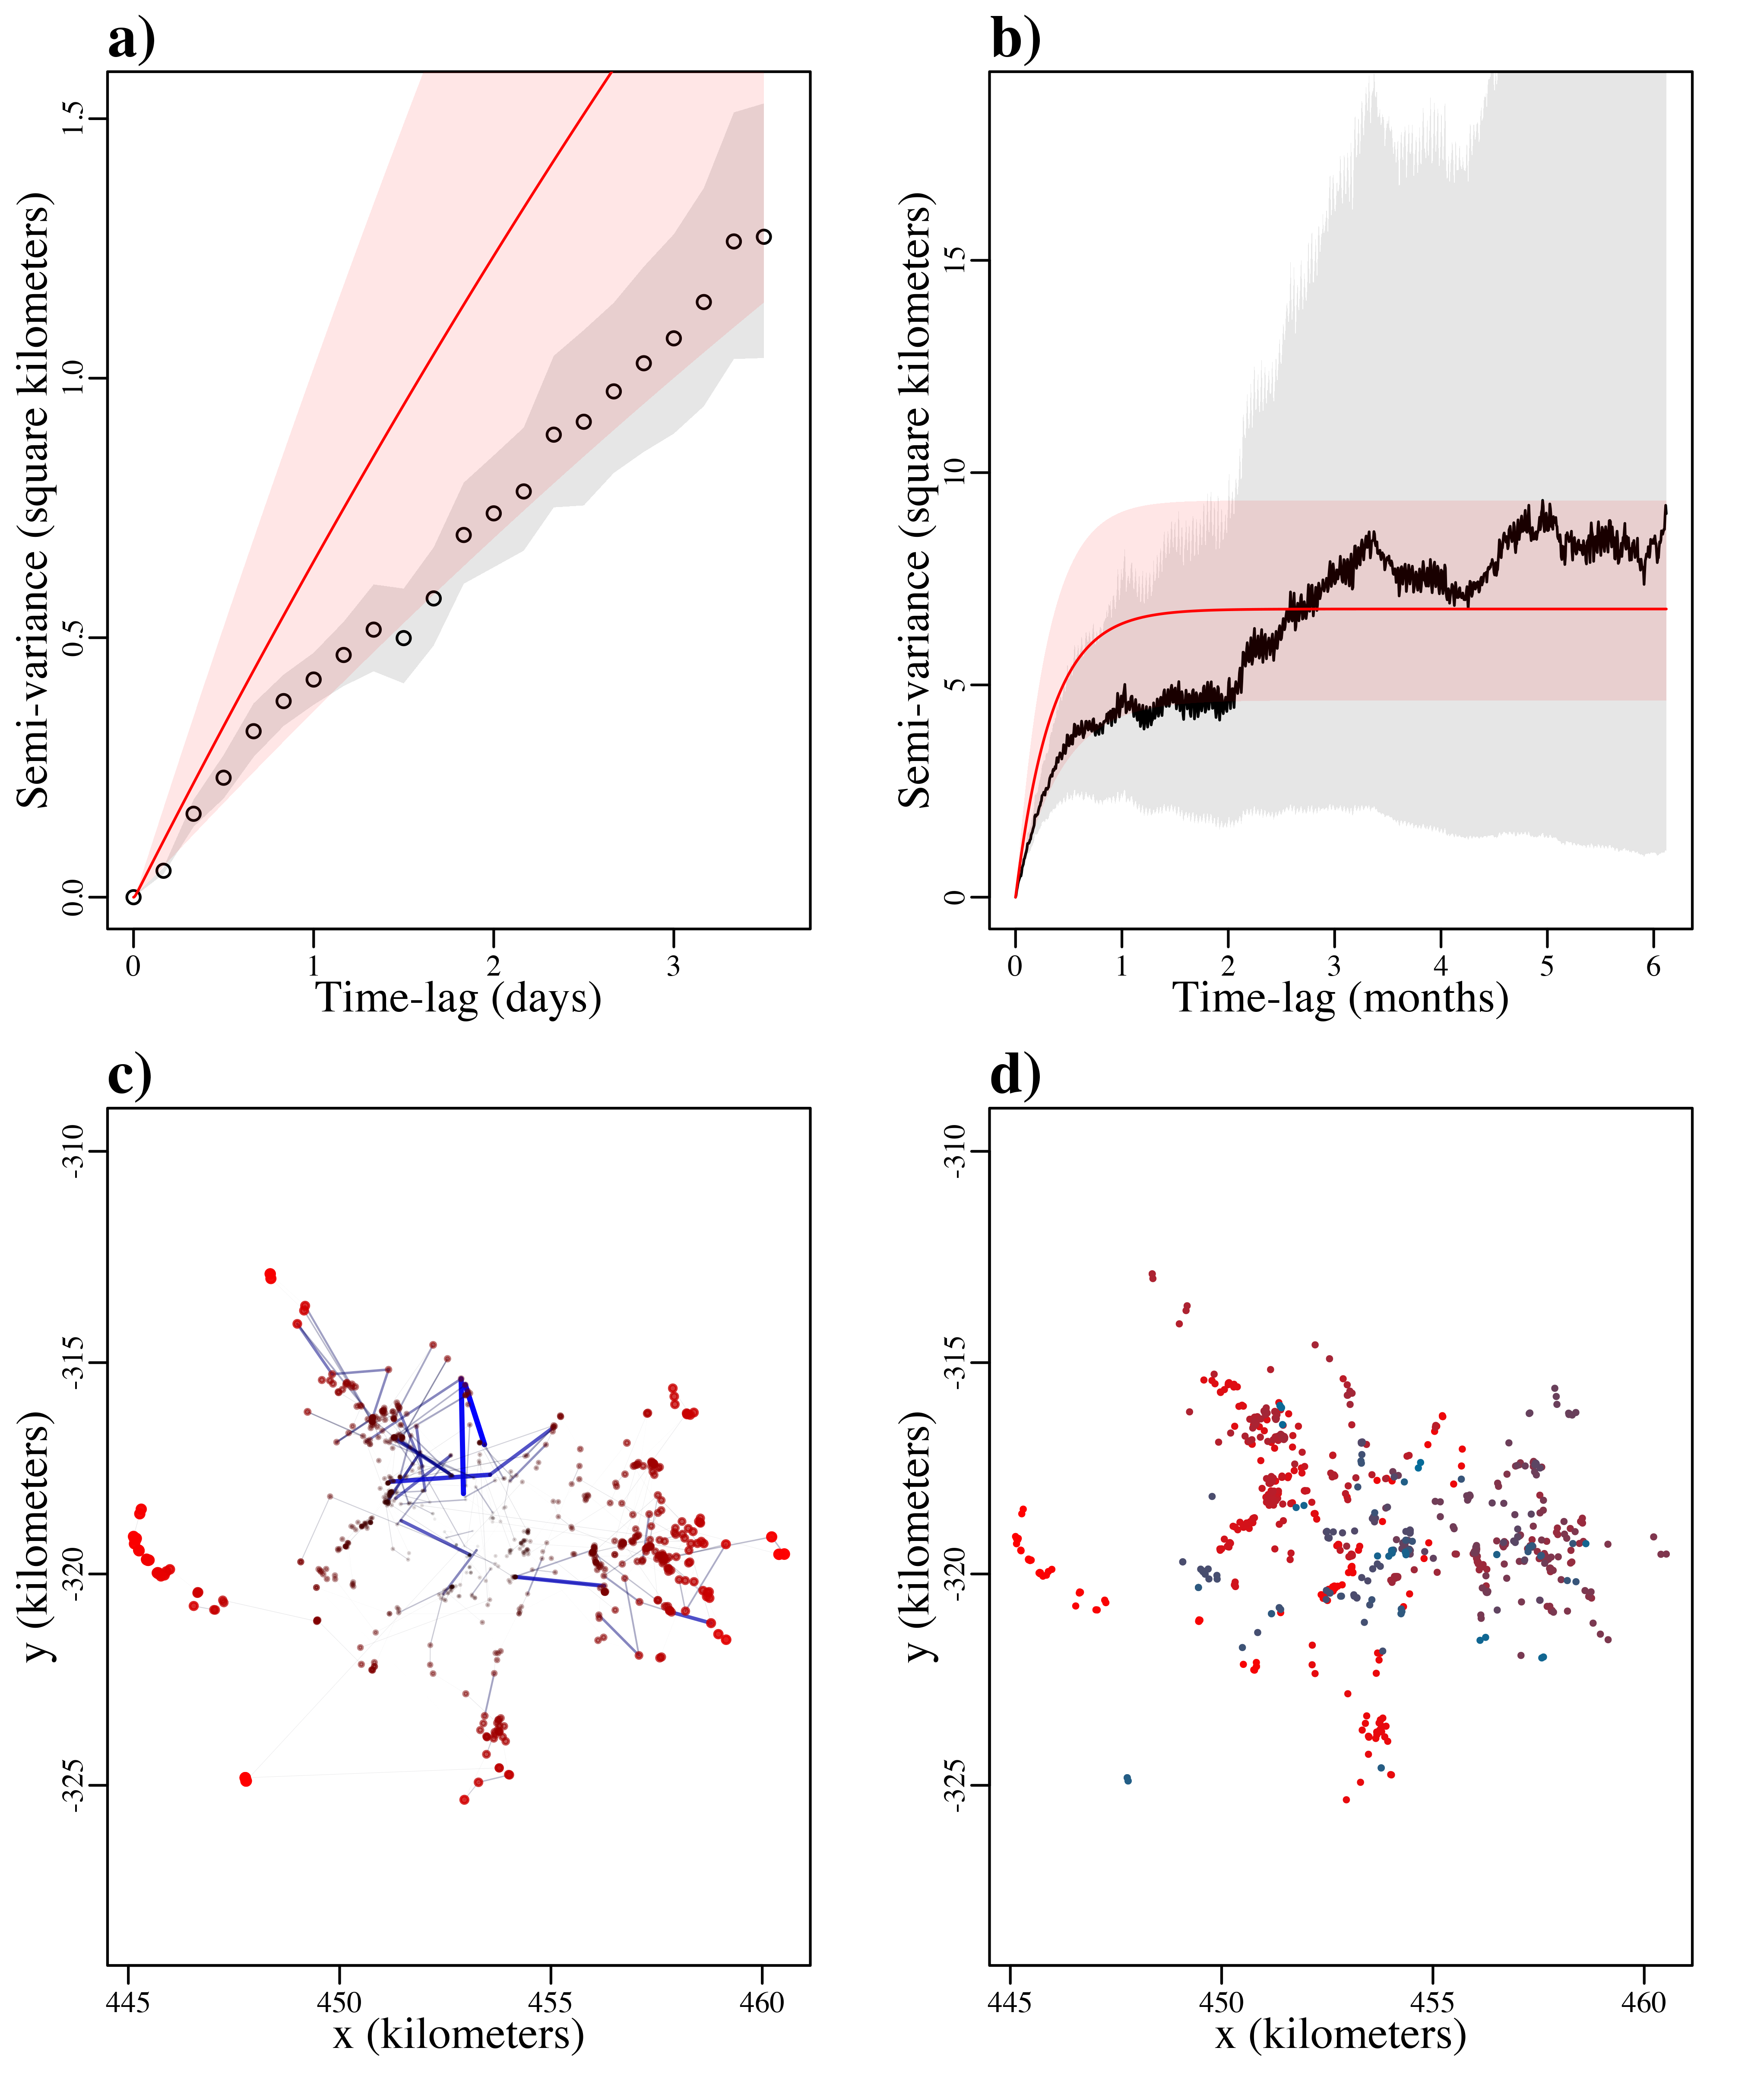 a)
Semi-variance (square kilometers)
1.5
1.0
0.5
0.0
0 1 2 3
Time-lag (days)
b)
Semi-variance (square kilometers)
15
10
5
0
0 1 2 3 4 5 6
Time-lag (months)
c)
y (kilometers)
-310
-315
-320
-325
445 450 455 460
x (kilometers)
d)
y (kilometers)
-310
-315
-320
-325
445 450 455 460
x (kilometers)